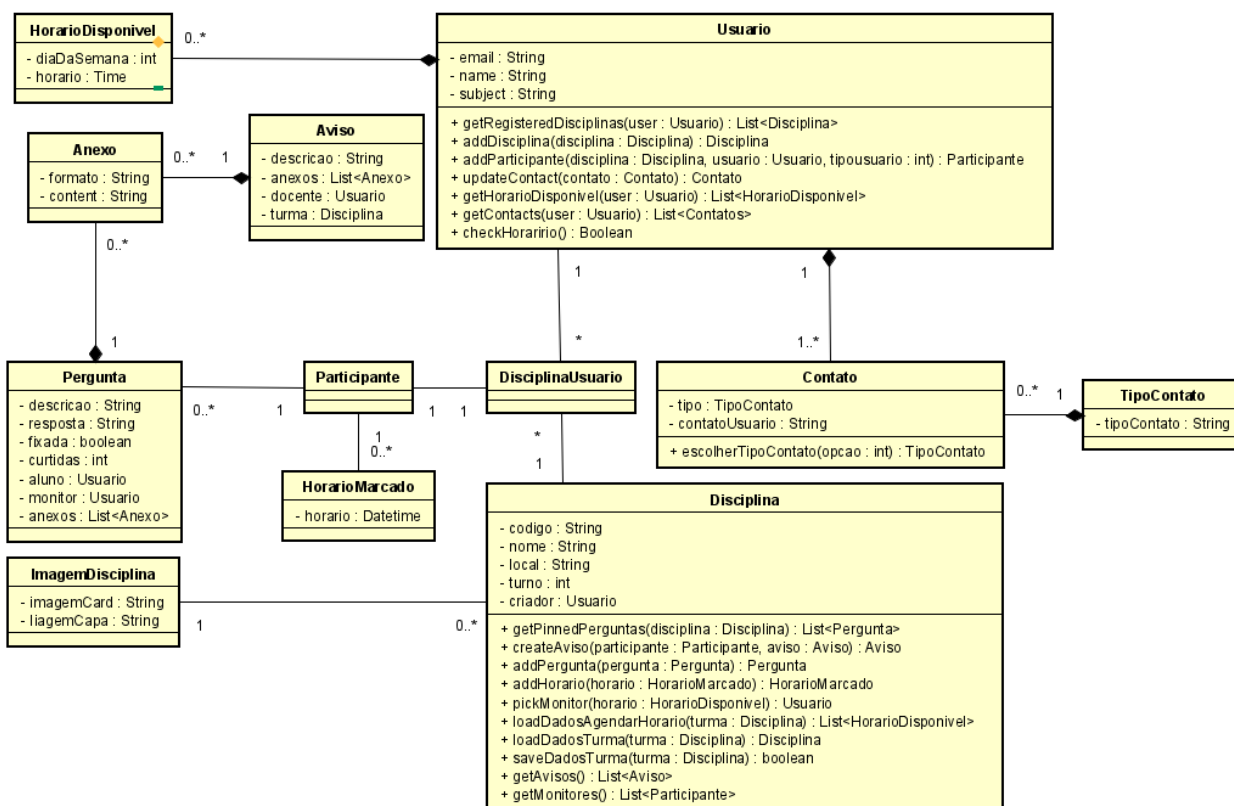 HorarioDisponivel
- diaDaSemana : int
- horario : Time
0..*
Usuario
- email : String
- name : String
- subject : String
+ getRegisteredDisciplinas(user : Usuario) : List<Disciplina>
+ addDisciplina(disciplina : Disciplina) : Disciplina
+ addParticipante(disciplina : Disciplina, usuario : Usuario, tipousuario : int) : Participante
+ updateContact(contato : Contato) : Contato
+ getHorarioDisponivel(user : Usuario) : List<HorarioDisponivel>
+ getContacts(user : Usuario) : List<Contatos>
+ checkHoraririo() : Boolean
Anexo
- formato : String
- content : String
0..*
1
Aviso
- descricao : String
- anexos : List<Anexo>
- docente : Usuario
- turma : Disciplina
0..*
1
1
*
1
1..*
Pergunta
- descricao : String
- resposta : String
- fixada : boolean
- curtidas : int
- aluno : Usuario
- monitor : Usuario
- anexos : List<Anexo>
0..*
1
Participante
1
1
DisciplinaUsuario
Contato
- tipo : TipoContato
- contatoUsuario : String
+ escolherTipoContato(opcao : int) : TipoContato
0..*
1
TipoContato
- tipoContato : String
1
0..*
*
1
HorarioMarcado
- horario : Datetime
ImagemDisciplina
- imagemCard : String
- IiagemCapa : String
1
0..*
Disciplina
- codigo : String
- nome : String
- local : String
- turno : int
- criador : Usuario
+ getPinnedPerguntas(disciplina : Disciplina) : List<Pergunta>
+ createAviso(participante : Participante, aviso : Aviso) : Aviso
+ addPergunta(pergunta : Pergunta) : Pergunta
+ addHorario(horario : HorarioMarcado) : HorarioMarcado
+ pickMonitor(horario : HorarioDisponivel) : Usuario
+ loadDadosAgendarHorario(turma : Disciplina) : List<HorarioDisponivel>
+ loadDadosTurma(turma : Disciplina) : Disciplina
+ saveDadosTurma(turma : Disciplina) : boolean
+ getAvisos() : List<Aviso>
+ getMonitores() : List<Participante>